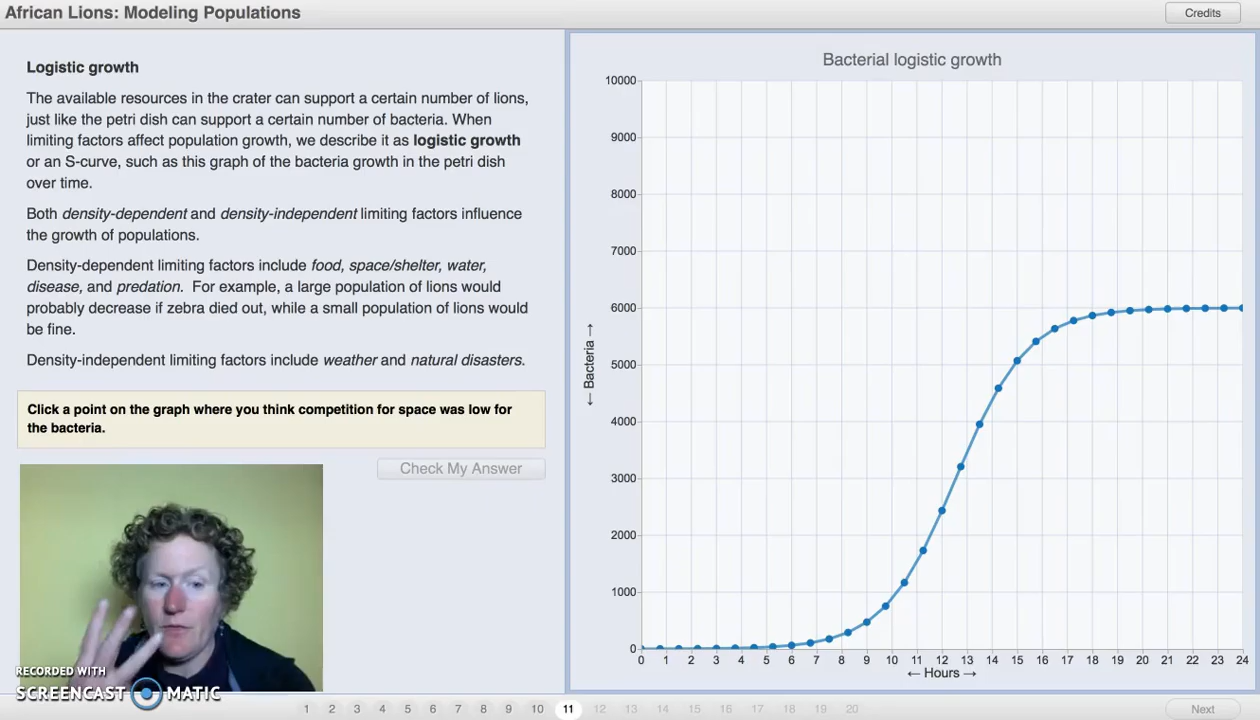 African Lions: Modeling Populations
Credits
Logistic growth
The available resources in the crater can support a certain number of lions,
just like the petri dish can support a certain number of bacteria. When
limiting factors affect population growth, we describe it as logistic growth
or an S-curve, such as this graph of the bacteria growth in the petri dish
over time.
Both density-dependent and density-independent limiting factors influence
the growth of populations.
Density-dependent limiting factors include food, space/shelter, water,
disease, and predation. For example, a large population of lions would
probably decrease if zebra died out, while a small population of lions would
be fine.
Density-independent limiting factors include weather and natural disasters.
Click a point on the graph where you think competition for space was low for
the bacteria.
Check My Answer
RECORDED WITH
SCREENCAST MATIC
Bacterial logistic growth
10000
9000
8000
7000
6000
5000
4000
3000
2000
1000
0
← Bacteria →
0 1 2 3 4 5 6 7 8 9 10 11 12 13 14 15 16 17 18 19 20 21 22 23 24
← Hours →
1 2 3 4 5 6 7 8 9 10 11 12 13 14 15 16 17 18 19 20
Next